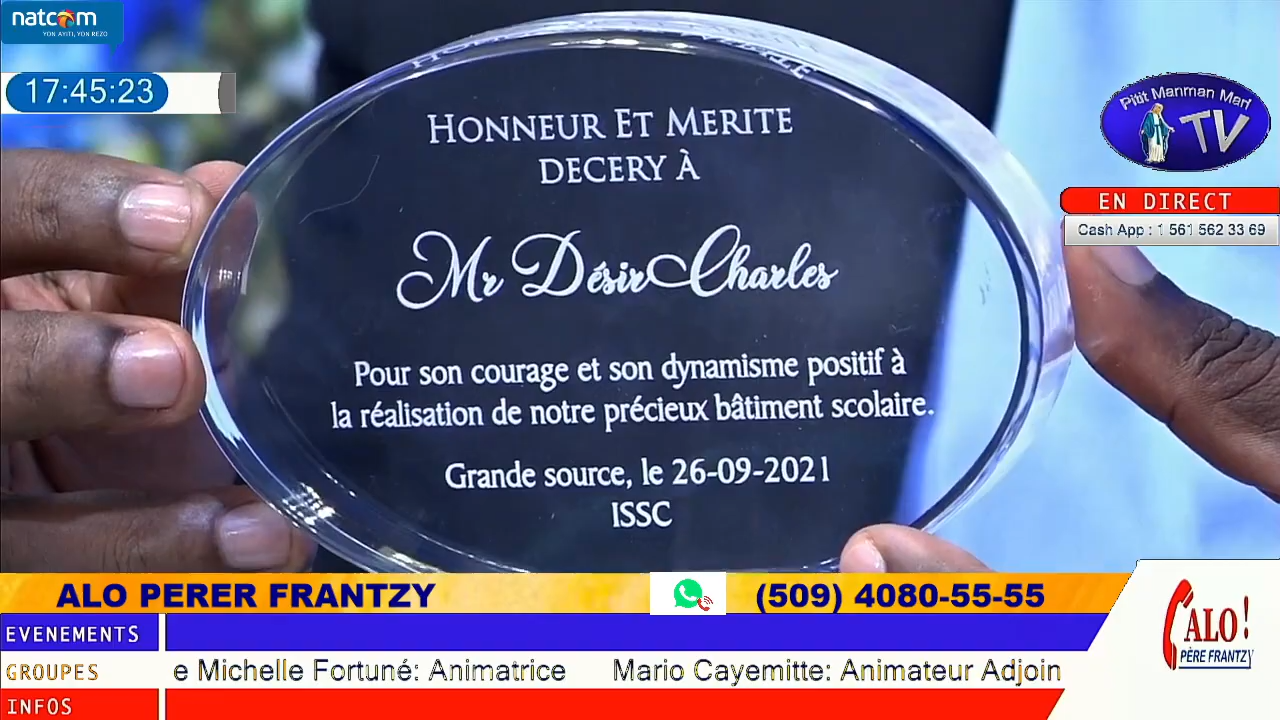 natcom
YON AYITI, YON REZO
17:45:23
Pitit Manman Mari
TV
EN DIRECT
Cash App : 1 561 562 33 69
HONNEUR ET MERITE
DECERY À
Mr Désir Charles
Pour son courage et son dynamisme positif à
la réalisation de notre précieux bâtiment scolaire.
Grande source, le 26-09-2021
ISSC
ALO PERER FRANTZY
(509) 4080-55-55
ALO!
PÈRE FRANTZY
EVENEMENTS
GROUPES
e Michelle Fortuné: Animatrice Mario Cayemitte: Animateur Adjoin
INFOS